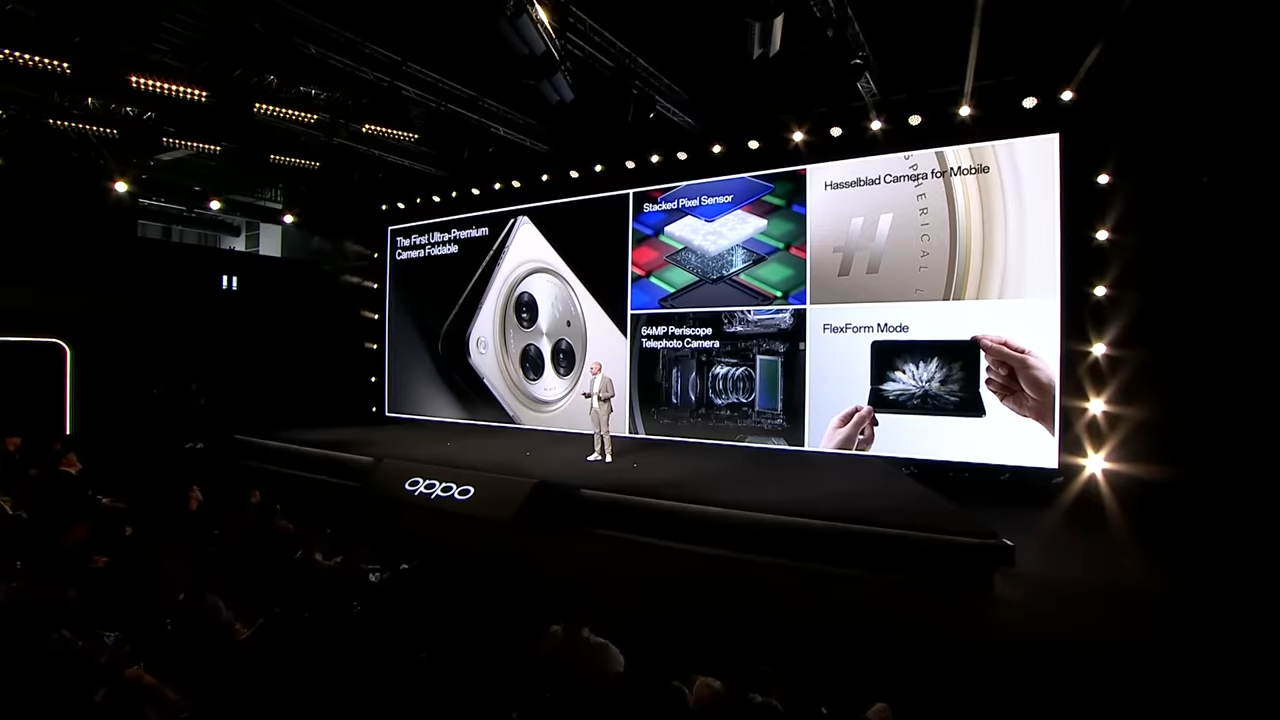 The First Ultra-Premium
Camera Foldable
Stacked Pixel Sensor
Hasselblad Camera for Mobile
SPHERICAL L
H
64MP Periscope
Telephoto Camera
FlexForm Mode
oppo